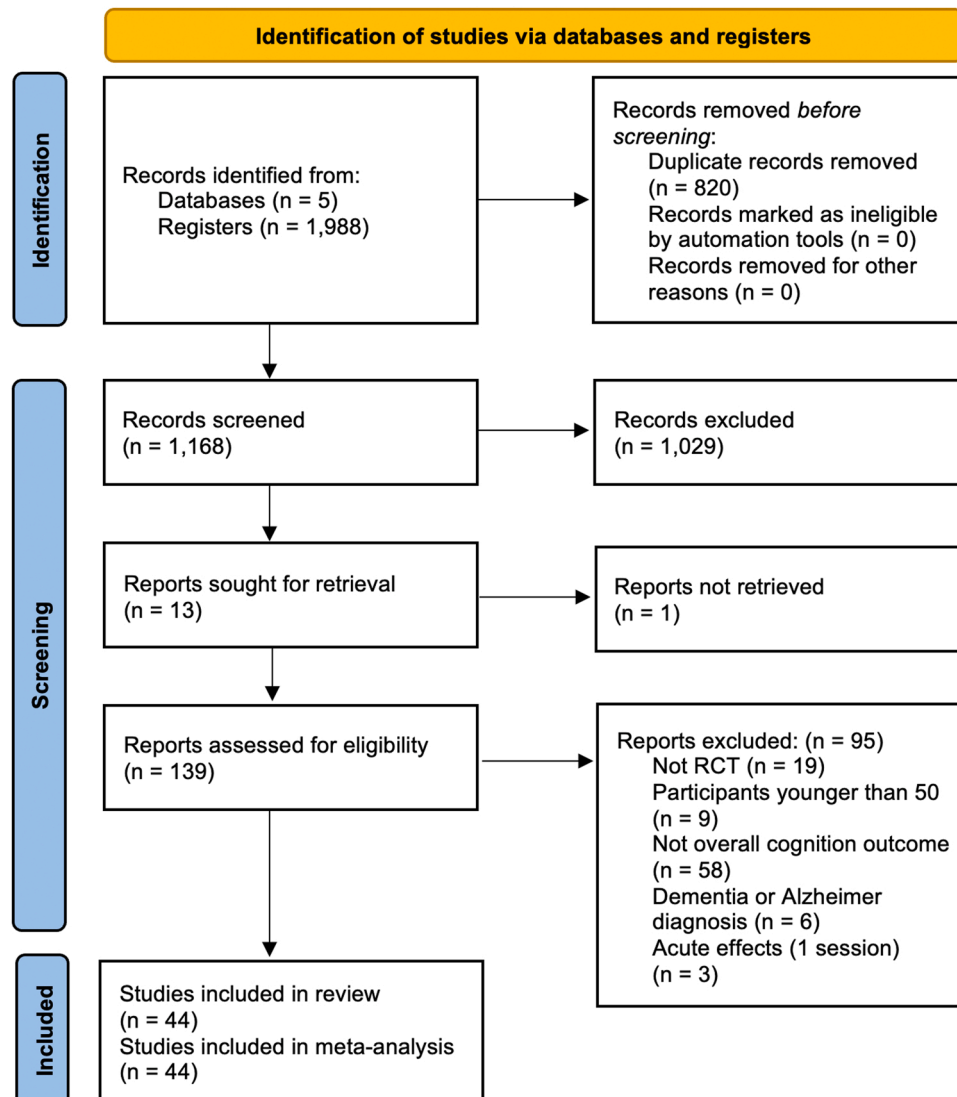 Identification of studies via databases and registers
Identification
Records identified from:
Databases (n = 5)
Registers (n = 1,988)
Records removed before
screening:
Duplicate records removed
(n = 820)
Records marked as ineligible
by automation tools (n = 0)
Records removed for other
reasons (n = 0)
Screening
Records screened
(n = 1,168)
Records excluded
(n = 1,029)
Reports sought for retrieval
(n = 13)
Reports not retrieved
(n = 1)
Reports assessed for eligibility
(n = 139)
Reports excluded: (n = 95)
Not RCT (n = 19)
Participants younger than 50
(n = 9)
Not overall cognition outcome
(n = 58)
Dementia or Alzheimer
diagnosis (n = 6)
Acute effects (1 session)
(n = 3)
Included
Studies included in review
(n = 44)
Studies included in meta-analysis
(n = 44)